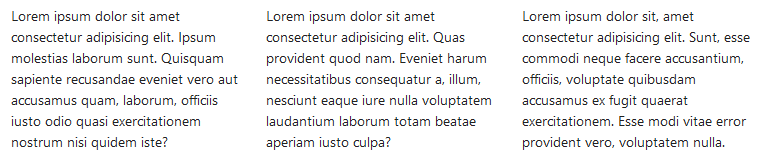 Lorem ipsum dolor sit amet
consectetur adipisicing elit. Ipsum
molestias laborum sunt. Quisquam
sapiente recusandae eveniet vero aut
accusamus quam, laborum, officiis
iusto odio quasi exercitationem
nostrum nisi quidem iste?
Lorem ipsum dolor sit amet
consectetur adipisicing elit. Quas
provident quod nam. Eveniet harum
necessitatibus consequatur a, illum,
nesciunt eaque iure nulla voluptatem
laudantium laborum totam beatae
aperiam iusto culpa?
Lorem ipsum dolor sit, amet
consectetur adipisicing elit. Sunt, esse
commodi neque facere accusantium,
officiis, voluptate quibusdam
accusamus ex fugit quaerat
exercitationem. Esse modi vitae error
provident vero, voluptatem nulla.